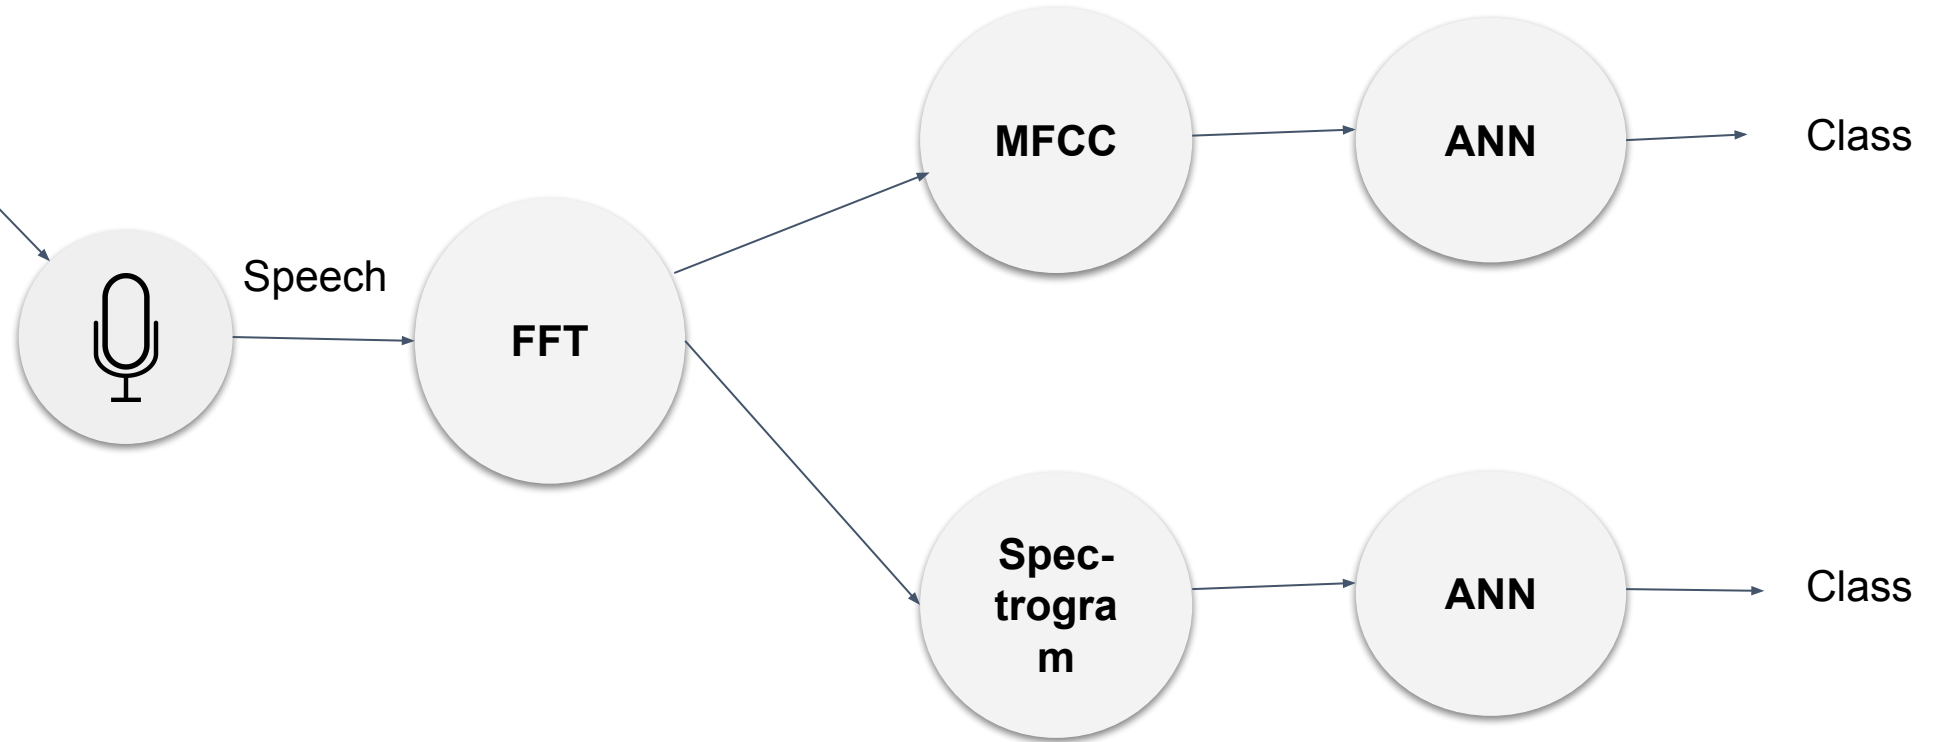 Speech
FFT
MFCC
ANN
Class
Spec-
trogra
m
ANN
Class